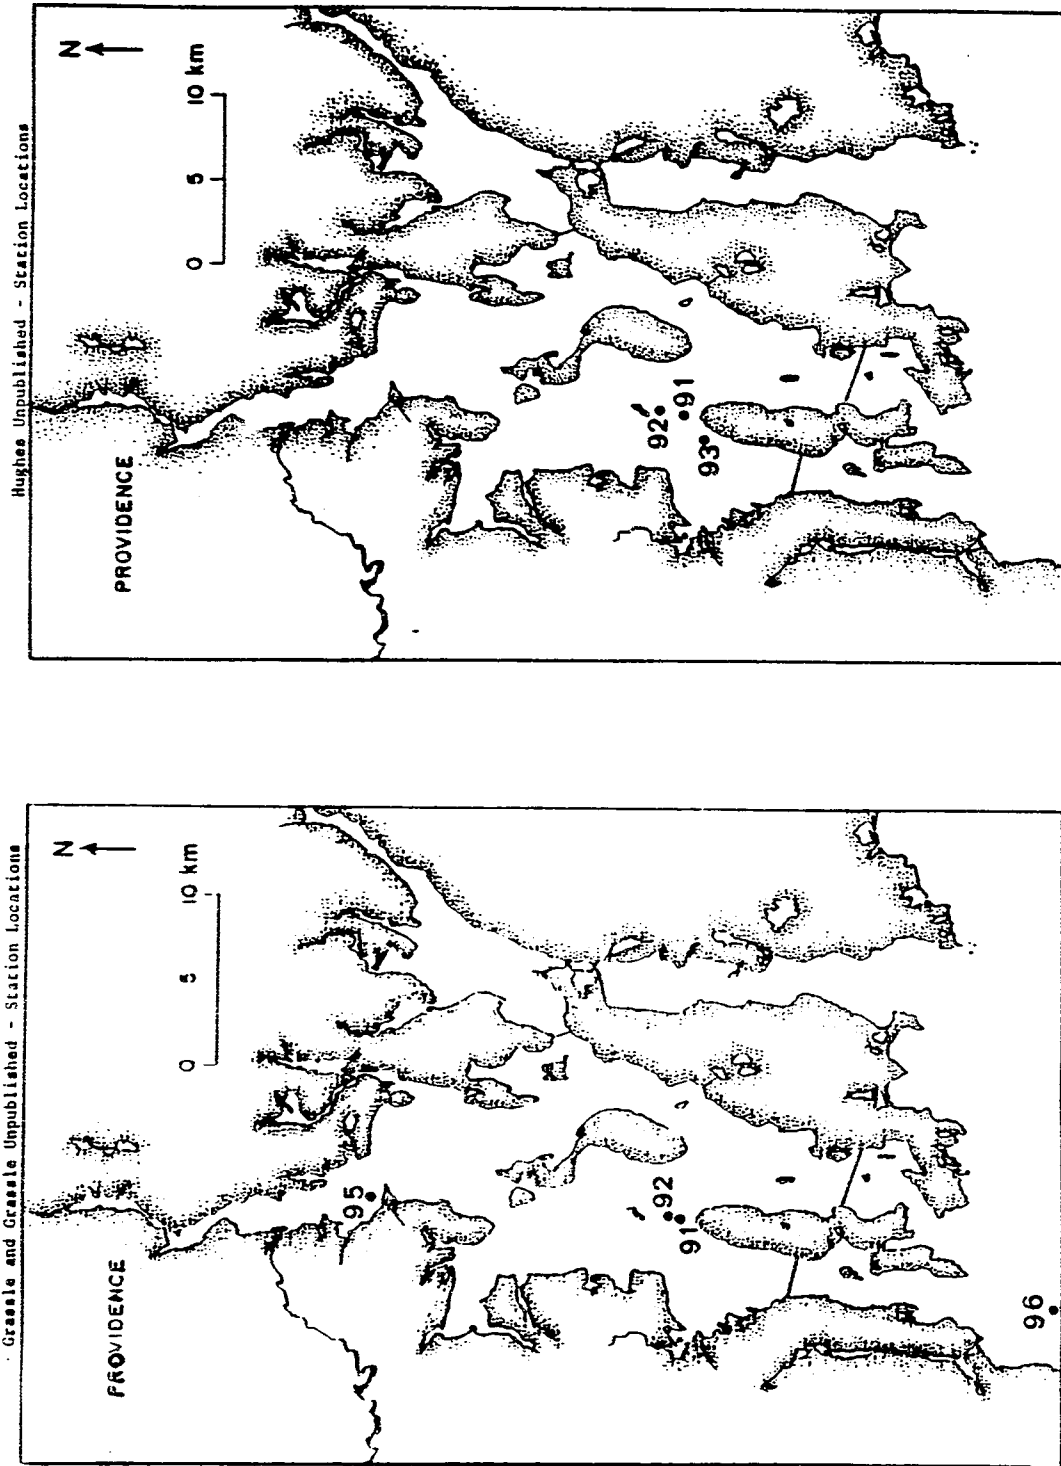 Hughes Unpublished - Station Locations
N
PROVIDENCE
0 5 10 km
92
91
93
Grassle and Grassle Unpublished - Station Locations
N
PROVIDENCE
0 5 10 km
95
92
91
96